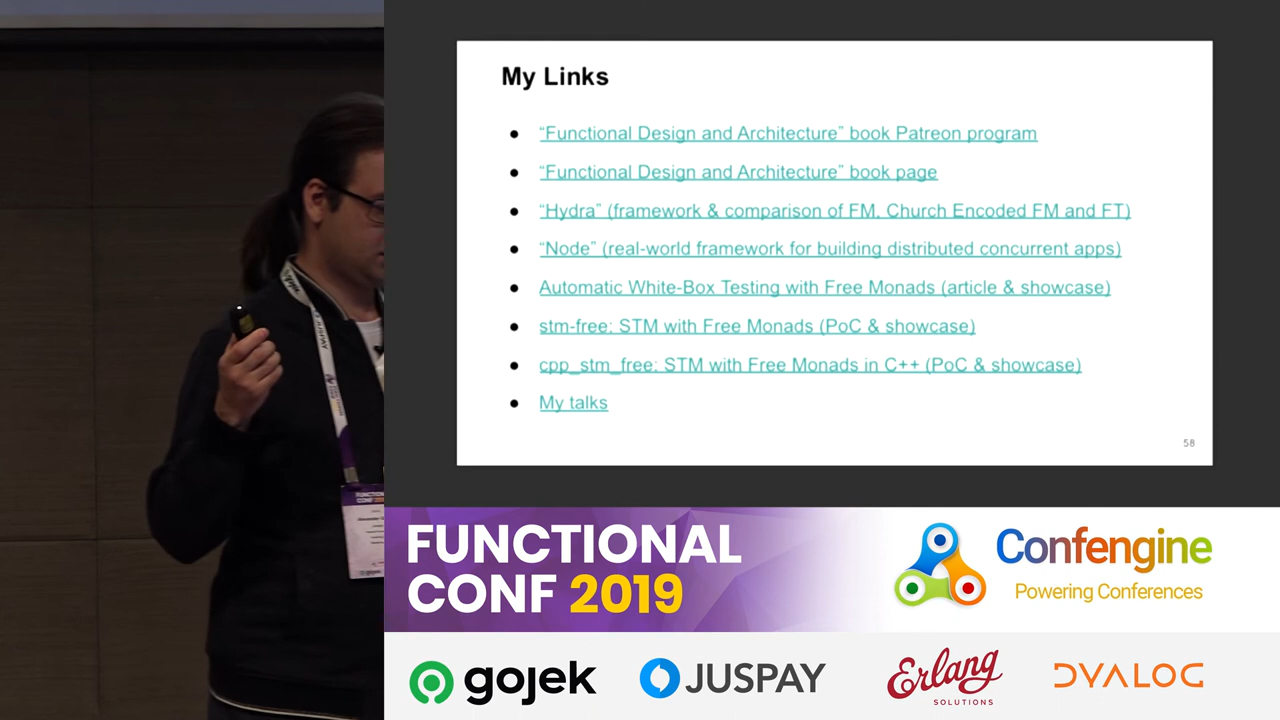 My Links
● “Functional Design and Architecture” book Patreon program
● “Functional Design and Architecture” book page
● “Hydra” (framework & comparison of FM, Church Encoded FM and FT)
● “Node” (real-world framework for building distributed concurrent apps)
● Automatic White-Box Testing with Free Monads (article & showcase)
● stm-free: STM with Free Monads (PoC & showcase)
● cpp_stm_free: STM with Free Monads in C++ (PoC & showcase)
● My talks
58
JUSPAY
FUNCTIONAL
CONF 2019
Confengine
Powering Conferences
gojek
JUSPAY
Erlang
SOLUTIONS
DYALOG